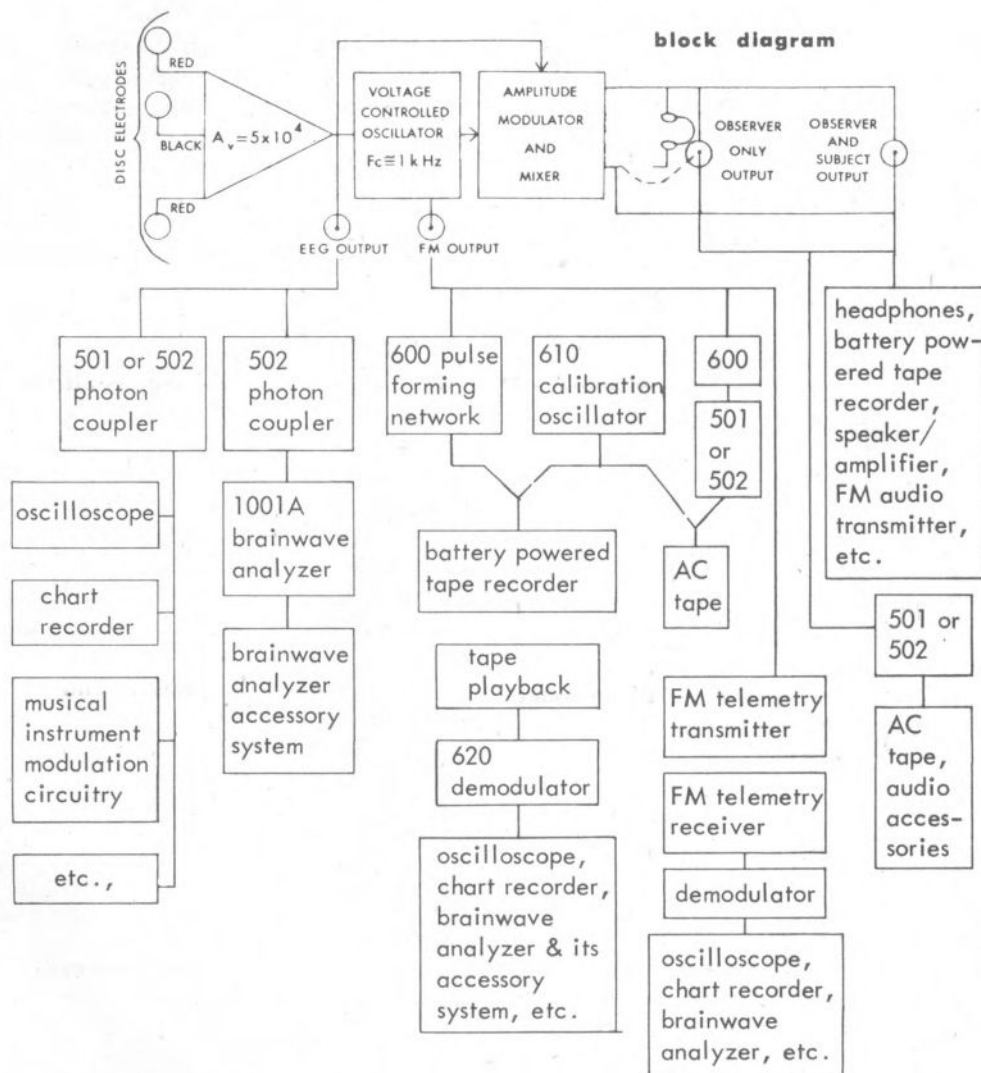 block diagram
DISC ELECTRODES
RED
BLACK
RED
A_v = 5 x 10^4
VOLTAGE
CONTROLLED
OSCILLATOR
Fc ≅ 1 k Hz
AMPLITUDE
MODULATOR
AND
MIXER
OBSERVER
ONLY
OUTPUT
OBSERVER
AND
SUBJECT
OUTPUT
EEG OUTPUT
FM OUTPUT
501 or 502
photon
coupler
502
photon
coupler
600 pulse
forming
network
610
calibration
oscillator
600
501
or
502
headphones,
battery pow-
ered tape
recorder,
speaker/
amplifier,
FM audio
transmitter,
etc.
oscilloscope
chart
recorder
musical
instrument
modulation
circuitry
etc.,
1001A
brainwave
analyzer
brainwave
analyzer
accessory
system
battery powered
tape recorder
AC
tape
tape
playback
620
demodulator
oscilloscope,
chart recorder,
brainwave
analyzer & its
accessory
system, etc.
FM telemetry
transmitter
FM telemetry
receiver
demodulator
oscilloscope,
chart recorder,
brainwave
analyzer, etc.
501 or
502
AC
tape,
audio
acces-
sories